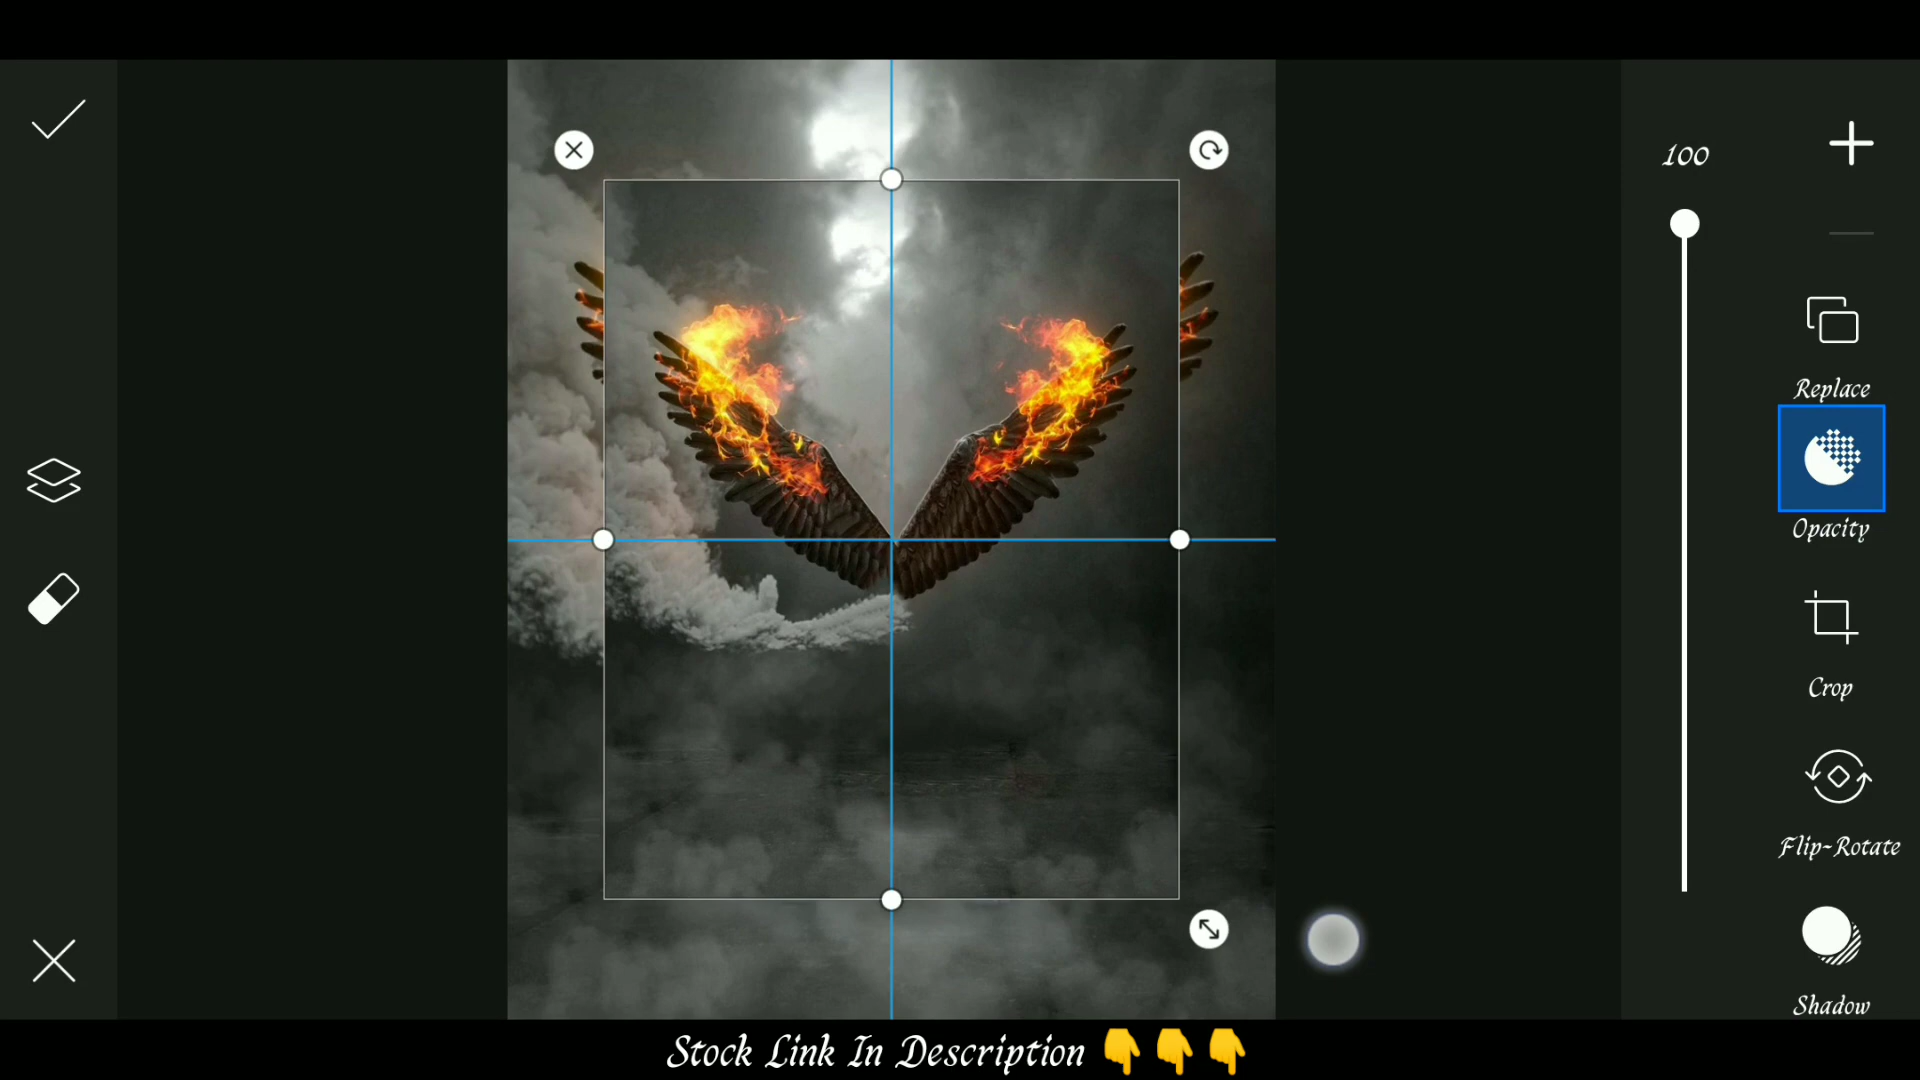 100
Replace
Opacity
Crop
Flip-Rotate
Shadow
Stock Link In Description 👇👇👇